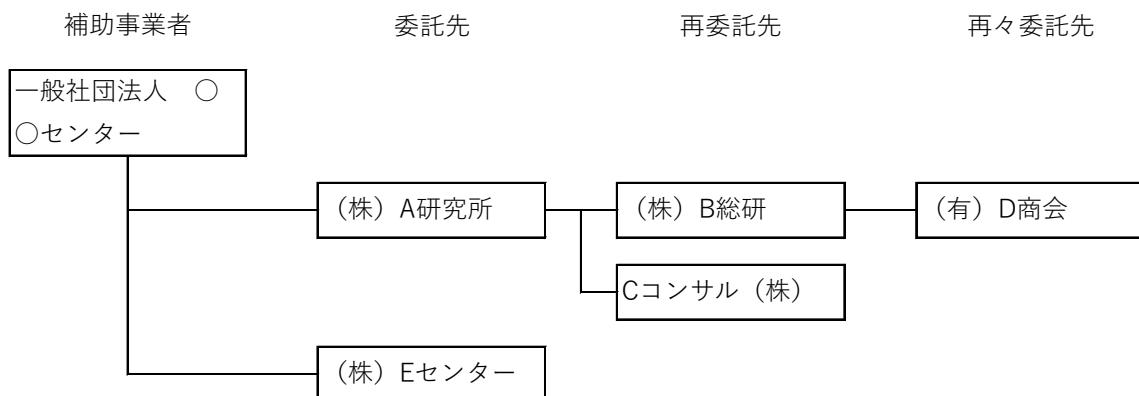 補助事業者 委託先 再委託先 再々委託先
一般社団法人 ○
○センター
(株)A研究所 (株)B総研 (有)D商会
Cコンサル(株)
(株)Eセンター